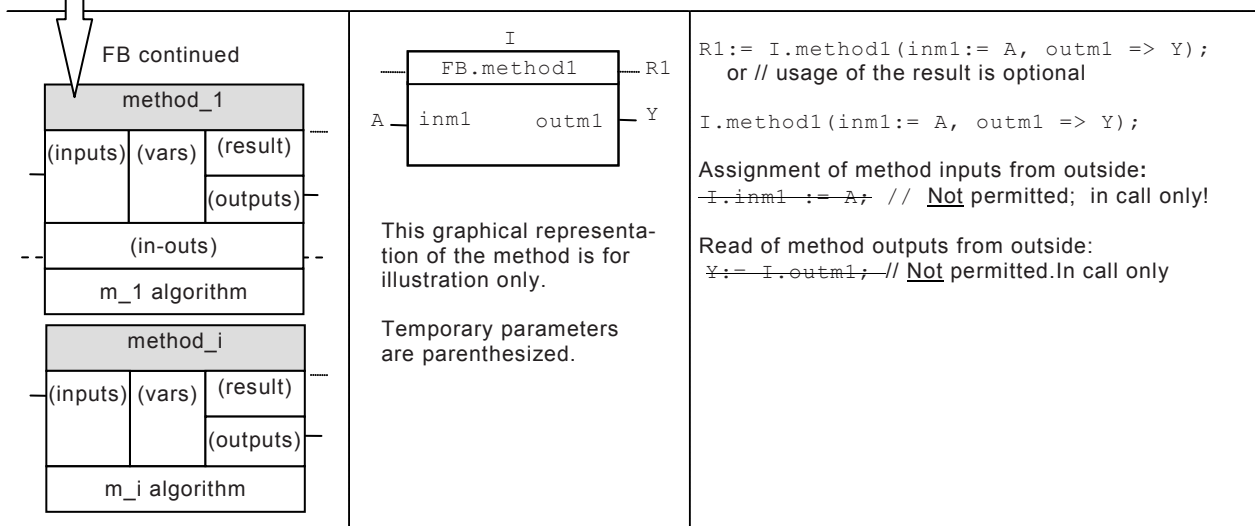 FB continued
method_1
(inputs) (vars) (result)
(outputs)
(in-outs)
m_1 algorithm
method_i
(inputs) (vars) (result)
(outputs)
m_i algorithm
I
FB.method1 R1
A inm1 outm1 Y
This graphical representa-
tion of the method is for
illustration only.
Temporary parameters
are parenthesized.
R1:= I.method1(inm1:= A, outm1 => Y);
or // usage of the result is optional
I.method1(inm1:= A, outm1 => Y);
Assignment of method inputs from outside:
I.inm1 := A; // Not permitted; in call only!
Read of method outputs from outside:
Y:= I.outm1; // Not permitted.In call only